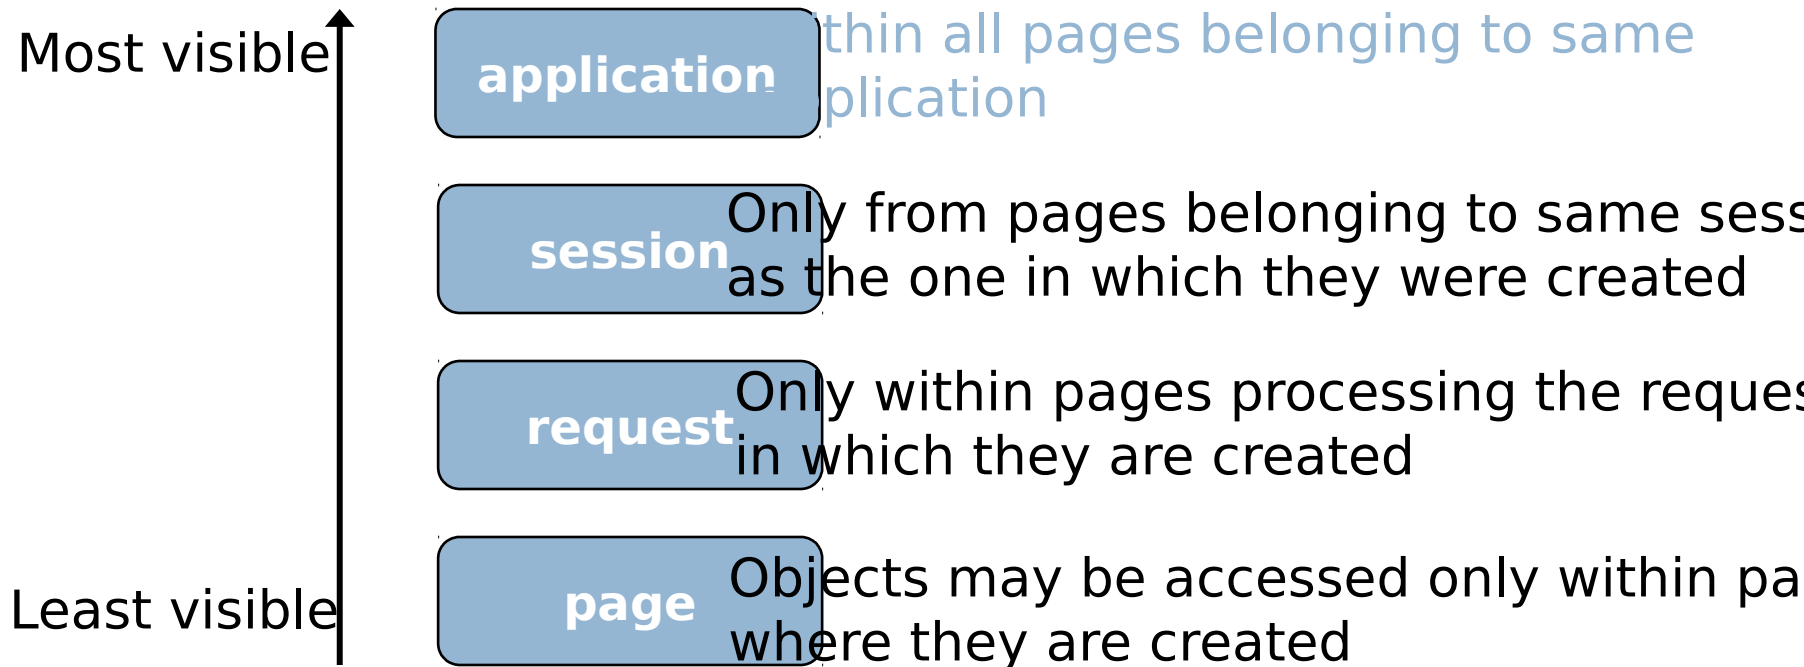 Most visible
application
thin all pages belonging to same
plication
session
Only from pages belonging to same sess
as the one in which they were created
request
Only within pages processing the reques
in which they are created
Least visible
page
Objects may be accessed only within pa
where they are created